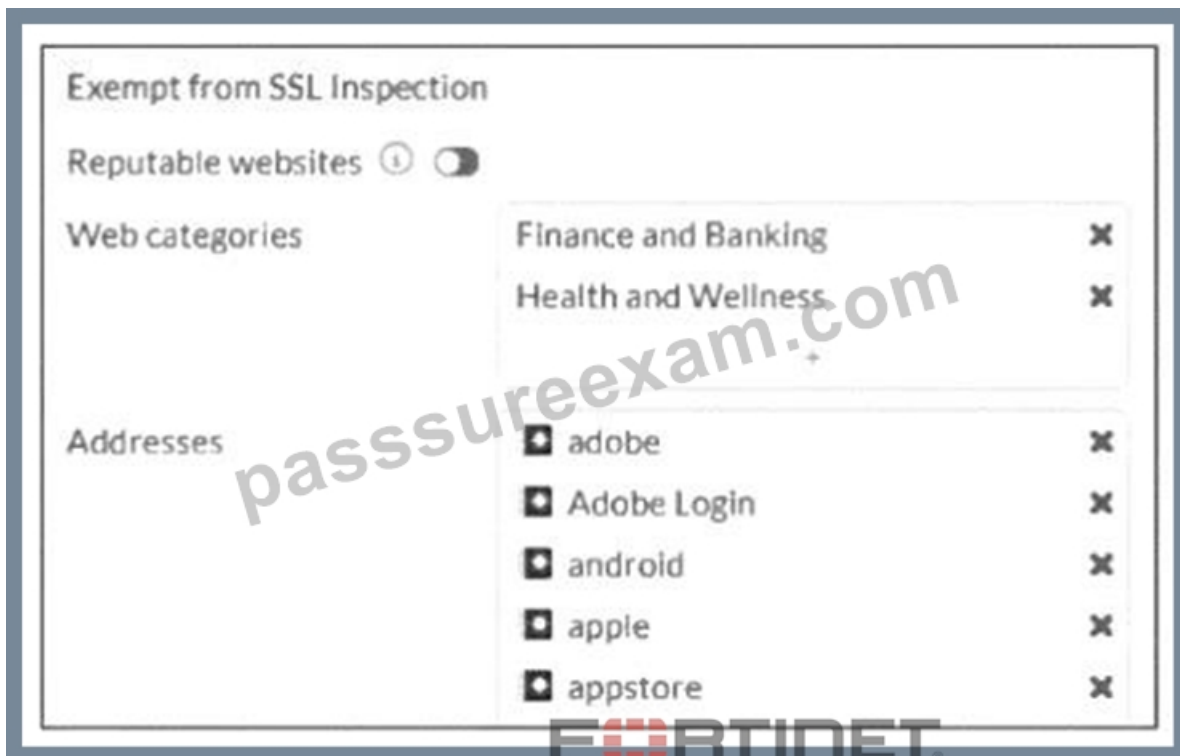 Exempt from SSL Inspection
Reputable websites
Web categories
Finance and Banking
Health and Wellness
Addresses
adobe
Adobe Login
android
apple
appstore
passsureexam.com
FORTINET